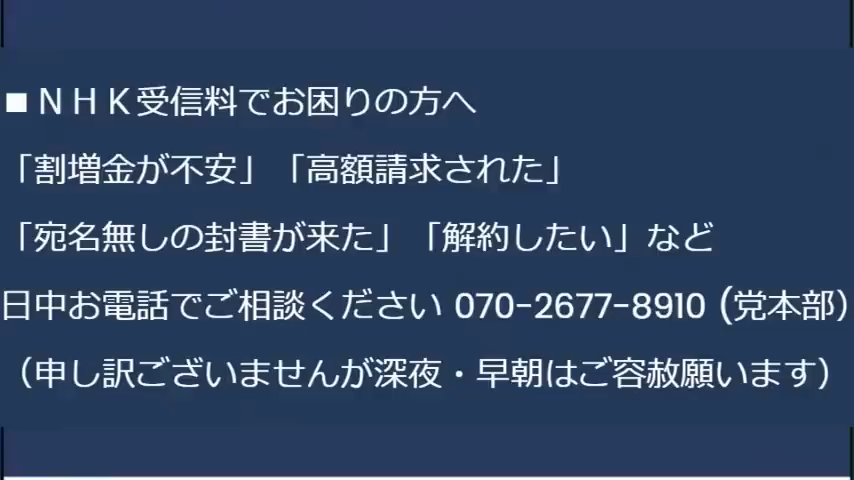 ■ＮＨＫ受信料でお困りの方へ
「割増金が不安」「高額請求された」
「宛名無しの封書が来た」「解約したい」など
日中お電話でご相談ください 070-2677-8910 (党本部)
（申し訳ございませんが深夜・早朝はご容赦願います）